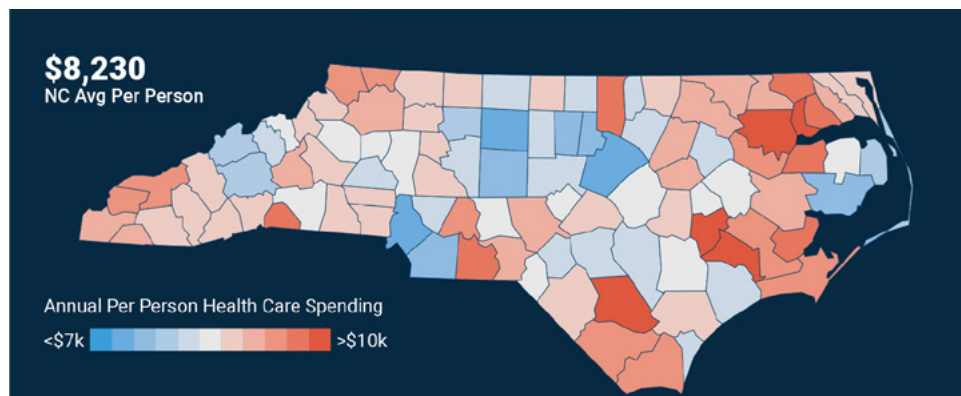 $8,230
NC Avg Per Person
Annual Per Person Health Care Spending
<$7k >$10k